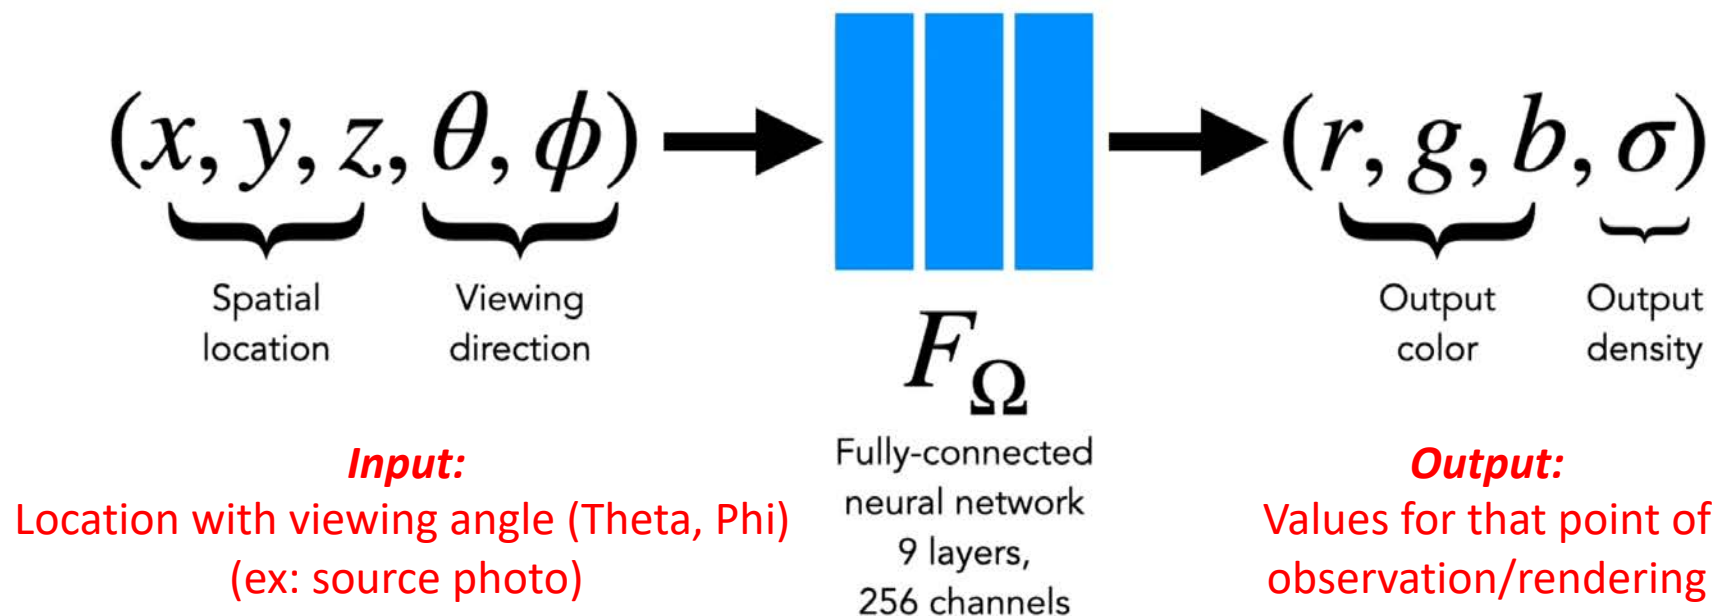 (x, y, z, θ, ϕ)
Spatial
location
Viewing
direction
F_Ω
Fully-connected
neural network
9 layers,
256 channels
(r, g, b, σ)
Output
color
Output
density
Input:
Location with viewing angle (Theta, Phi)
(ex: source photo)
Output:
Values for that point of
observation/rendering